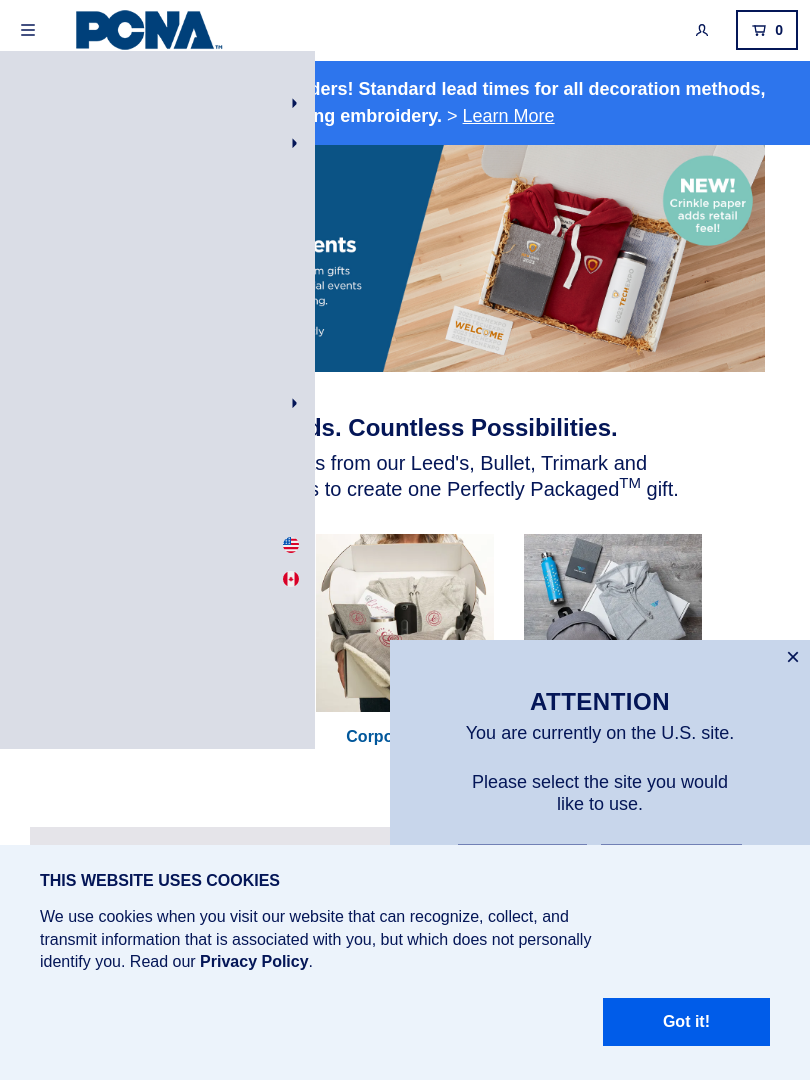 PCNA™
0
ders! Standard lead times for all decoration methods,
ng embroidery. > Learn More
ents
m gifts
al events
ng.
ly
NEW!
Crinkle paper
adds retail
feel!
WELCOME
ds. Countless Possibilities.
s from our Leed's, Bullet, Trimark and
s to create one Perfectly Packaged™ gift.
Corpo
×
ATTENTION
You are currently on the U.S. site.
Please select the site you would
like to use.
THIS WEBSITE USES COOKIES
We use cookies when you visit our website that can recognize, collect, and
transmit information that is associated with you, but which does not personally
identify you. Read our Privacy Policy.
Got it!